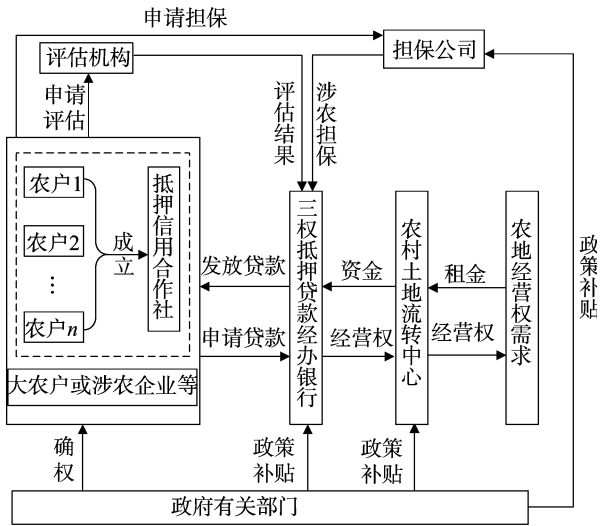 申请担保
评估机构
担保公司
申请
评估
评估结果
涉农担保
农户1
农户2
⋮
农户n
成立
抵押信用合作社
大农户或涉农企业等
发放贷款
申请贷款
三权抵押贷款经办银行
资金
经营权
农村土地流转中心
租金
经营权
农地经营权需求
政策补贴
确权
政策
补贴
政策
补贴
政府有关部门